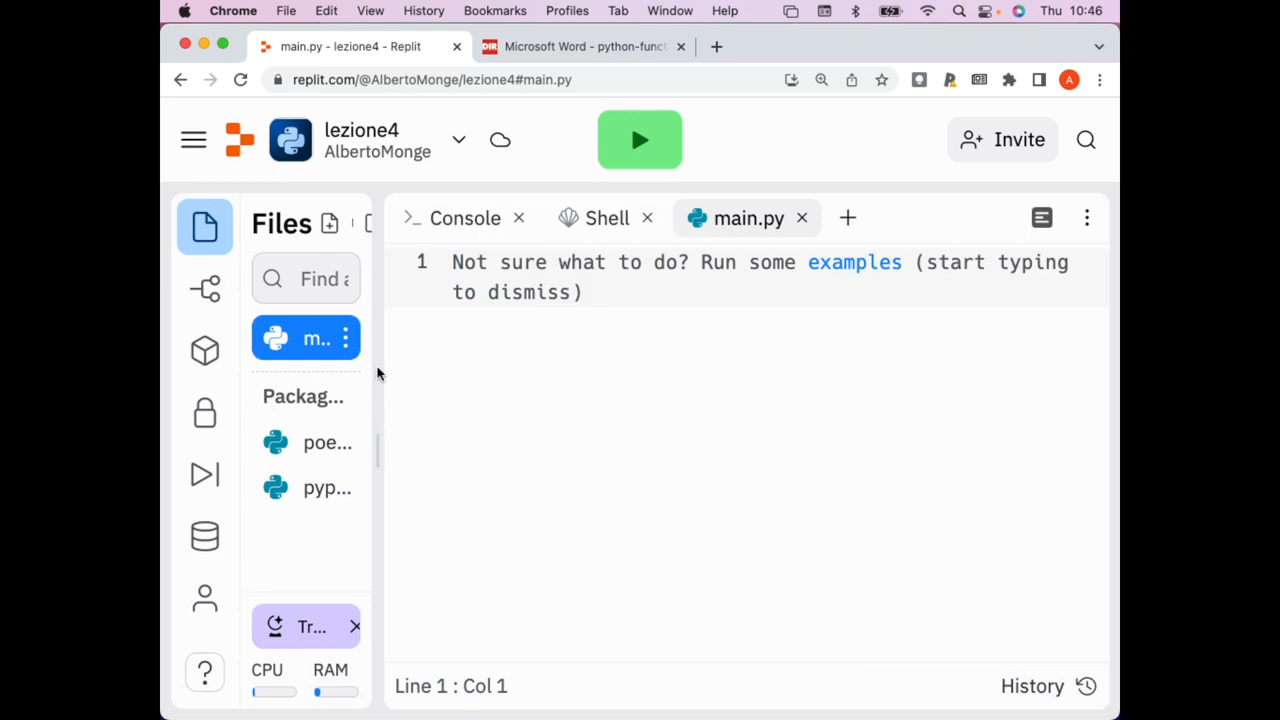 Chrome File Edit View History Bookmarks Profiles Tab Window Help Thu 10:46
main.py - lezione4 - Replit
Microsoft Word - python-funct
replit.com/@AlbertoMonge/lezione4#main.py
A
lezione4
AlbertoMonge
Invite
Files
Console
Shell
main.py
Find a
1 Not sure what to do? Run some examples (start typing
to dismiss)
m..
Packag...
poe...
pyp...
Tr...
CPU RAM
?
Line 1 : Col 1
History